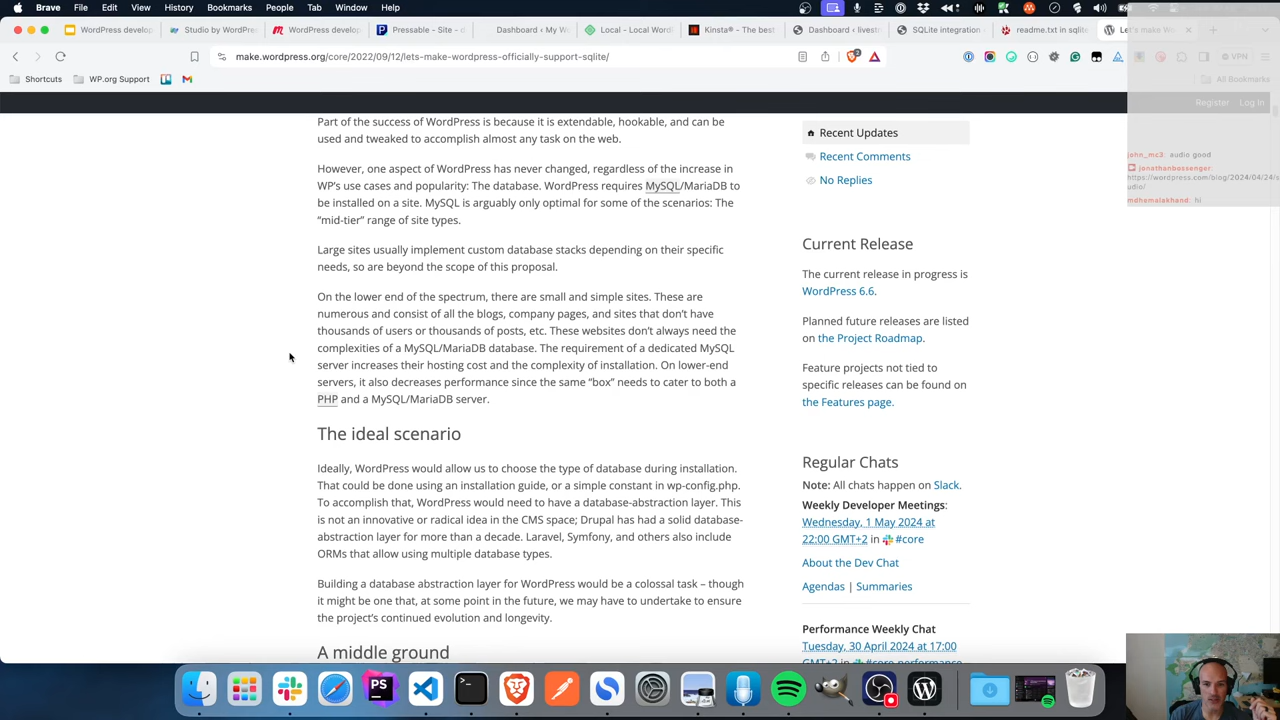 Brave File Edit View History Bookmarks People Tab Window Help
WordPress develop
Studio by WordPre
WordPress develop
Pressable - Site - d
Dashboard ‹ My W
Local - Local Word
Kinsta® – The best
Dashboard ‹ livestr
SQLite integration
readme.txt in sqlit
Let's make W
make.wordpress.org/core/2022/09/12/lets-make-wordpress-officially-support-sqlite/
VPN
Shortcuts WP.org Support
All Bookmarks
Register Log In
Part of the success of WordPress is because it is extendable, hookable, and can be
used and tweaked to accomplish almost any task on the web.
However, one aspect of WordPress has never changed, regardless of the increase in
WP's use cases and popularity: The database. WordPress requires MySQL/MariaDB to
be installed on a site. MySQL is arguably only optimal for some of the scenarios: The
“mid-tier” range of site types.
Large sites usually implement custom database stacks depending on their specific
needs, so are beyond the scope of this proposal.
On the lower end of the spectrum, there are small and simple sites. These are
numerous and consist of all the blogs, company pages, and sites that don't have
thousands of users or thousands of posts, etc. These websites don't always need the
complexities of a MySQL/MariaDB database. The requirement of a dedicated MySQL
server increases their hosting cost and the complexity of installation. On lower-end
servers, it also decreases performance since the same “box” needs to cater to both a
PHP and a MySQL/MariaDB server.
The ideal scenario
Ideally, WordPress would allow us to choose the type of database during installation.
That could be done using an installation guide, or a simple constant in wp-config.php.
To accomplish that, WordPress would need to have a database-abstraction layer. This
is not an innovative or radical idea in the CMS space; Drupal has had a solid database-
abstraction layer for more than a decade. Laravel, Symfony, and others also include
ORMs that allow using multiple database types.
Building a database abstraction layer for WordPress would be a colossal task – though
it might be one that, at some point in the future, we may have to undertake to ensure
the project's continued evolution and longevity.
A middle ground
Recent Updates
Recent Comments
No Replies
Current Release
The current release in progress is
WordPress 6.6.
Planned future releases are listed
on the Project Roadmap.
Feature projects not tied to
specific releases can be found on
the Features page.
Regular Chats
Note: All chats happen on Slack.
Weekly Developer Meetings:
Wednesday, 1 May 2024 at
22:00 GMT+2 in #core
About the Dev Chat
Agendas | Summaries
Performance Weekly Chat
Tuesday, 30 April 2024 at 17:00
GMT+2 in #core-performance
john_mc3: audio good
jonathanbossenger:
https://wordpress.com/blog/2024/04/24/s
udio/
mdhemalakhand: hi
PS